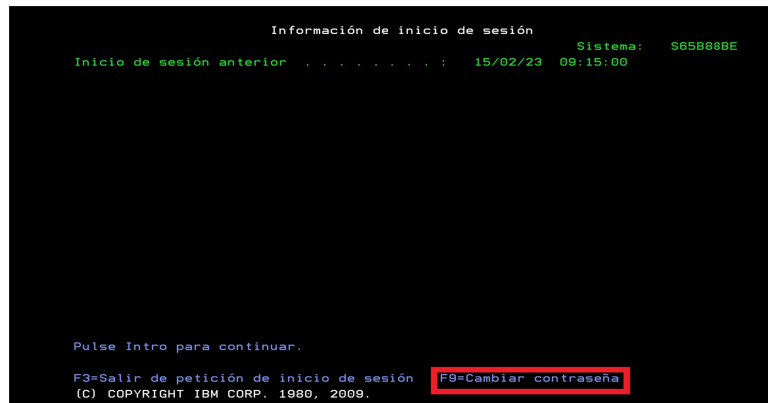 Información de inicio de sesión
Sistema: S65B88BE
Inicio de sesión anterior . . . . . . . . : 15/02/23 09:15:00
Pulse Intro para continuar.
F3=Salir de petición de inicio de sesión F9=Cambiar contraseña
(C) COPYRIGHT IBM CORP. 1980, 2009.